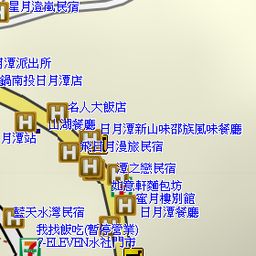 星月澐嵐民宿
月潭派出所
鍋南投日月潭店
名人大飯店
山湖餐廳
日月潭新山味邵族風味餐廳
月潭站
飛日月漫旅民宿
潭之戀民宿
如意軒麵包坊
蜜月樓別館
日月潭餐廳
藍天水灣民宿
我找飯吃(暫停營業)
7-ELEVEN水社門市